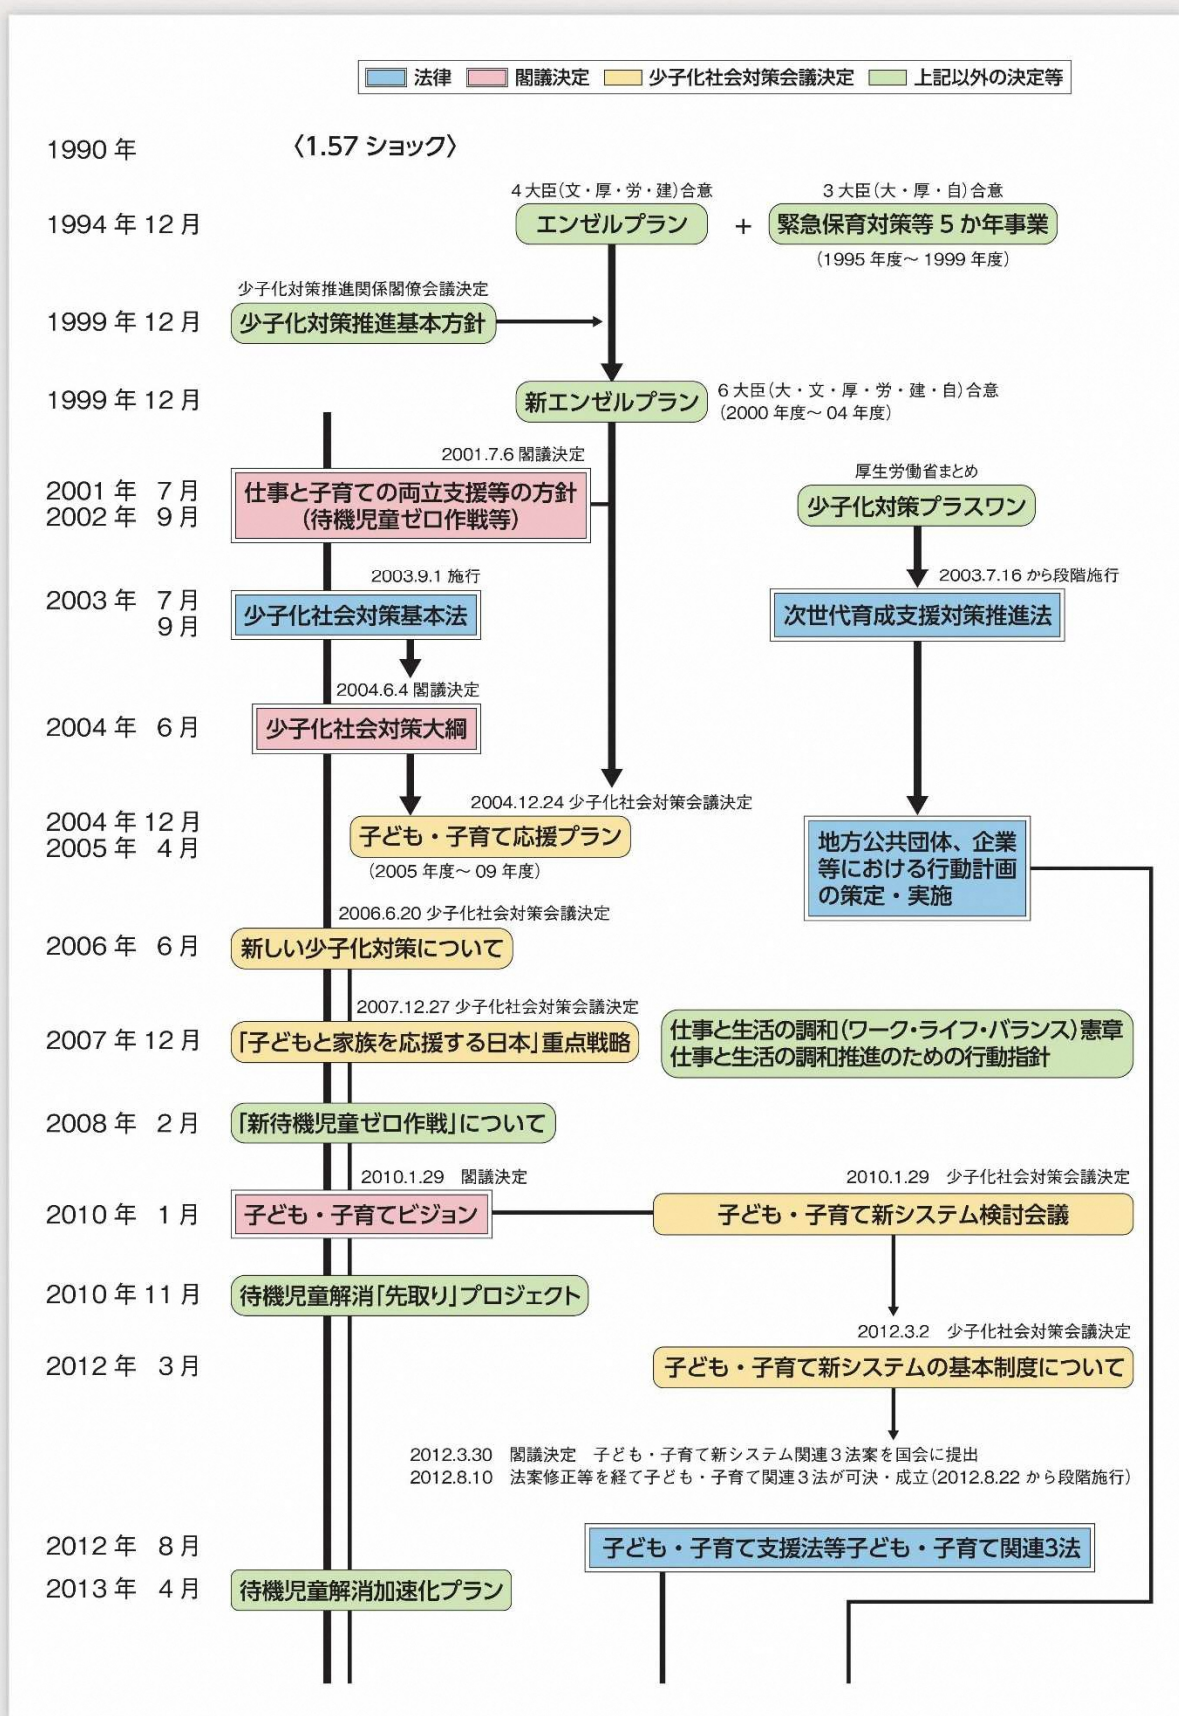 法律 閣議決定 少子化社会対策会議決定 上記以外の決定等
1990年 〈1.57ショック〉
4大臣(文・厚・労・建)合意 3大臣(大・厚・自)合意
1994年12月 エンゼルプラン + 緊急保育対策等5か年事業
(1995年度〜1999年度)
少子化対策推進関係閣僚会議決定
1999年12月 少子化対策推進基本方針
1999年12月 新エンゼルプラン 6大臣(大・文・厚・労・建・自)合意
(2000年度〜04年度)
2001.7.6 閣議決定
厚生労働省まとめ
2001年 7月 仕事と子育ての両立支援等の方針
2002年 9月 (待機児童ゼロ作戦等) 少子化対策プラスワン
2003.9.1 施行 2003.7.16から段階施行
2003年 7月 少子化社会対策基本法 次世代育成支援対策推進法
9月
2004.6.4 閣議決定
2004年 6月 少子化社会対策大綱
2004.12.24 少子化社会対策会議決定
2004年12月 子ども・子育て応援プラン
2005年 4月
(2005年度〜09年度)
地方公共団体、企業
等における行動計画
の策定・実施
2006.6.20 少子化社会対策会議決定
2006年 6月 新しい少子化対策について
2007.12.27 少子化社会対策会議決定
2007年12月 「子どもと家族を応援する日本」重点戦略
仕事と生活の調和(ワーク・ライフ・バランス)憲章
仕事と生活の調和推進のための行動指針
2008年 2月 「新待機児童ゼロ作戦」について
2010.1.29 閣議決定 2010.1.29 少子化社会対策会議決定
2010年 1月 子ども・子育てビジョン 子ども・子育て新システム検討会議
2010年11月 待機児童解消「先取り」プロジェクト
2012.3.2 少子化社会対策会議決定
2012年 3月 子ども・子育て新システムの基本制度について
2012.3.30 閣議決定 子ども・子育て新システム関連3法案を国会に提出
2012.8.10 法案修正等を経て子ども・子育て関連3法が可決・成立(2012.8.22から段階施行)
2012年 8月 子ども・子育て支援法等子ども・子育て関連3法
2013年 4月 待機児童解消加速化プラン